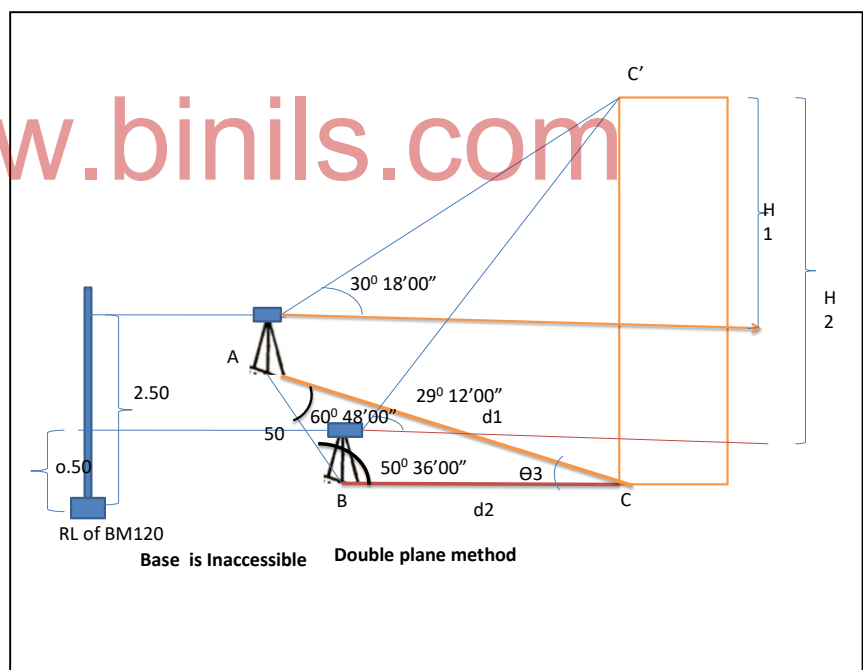 C’
w.binils.com
H
1
30⁰ 18’00”
H
2
A
2.50
29⁰ 12’00”
60⁰ 48’00”
d1
50
o.50
50⁰ 36’00”
ө3
B
C
d2
RL of BM120
Base is Inaccessible
Double plane method